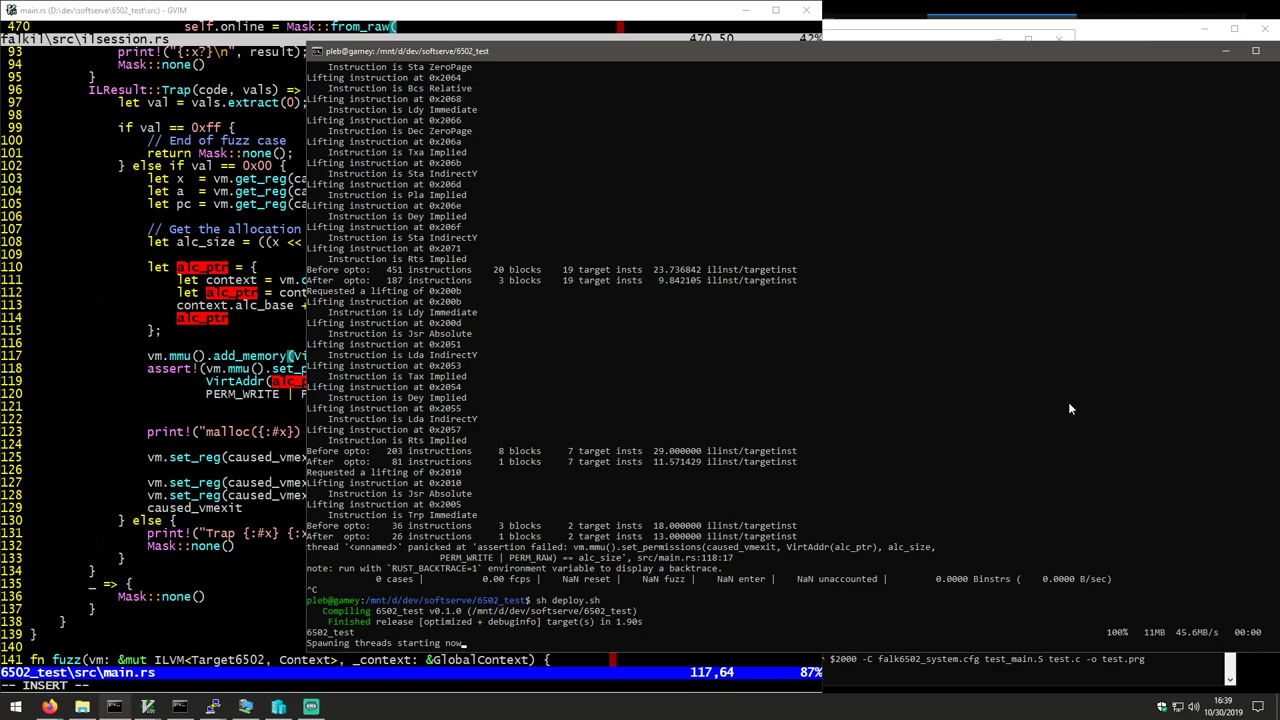 main.rs (D:\dev\softserve\6502_test\src) - GVIM
470                     self.online = Mask::from_raw(
falkil\src\ilsession.rs                                                      470,50         42%
93             print!("{:x?}\n", result);
94             Mask::none()
95         }
96         ILResult::Trap(code, vals) =>
97             let val = vals.extract(0);
98
99             if val == 0xff {
100                 // End of fuzz case
101                 return Mask::none();
102             } else if val == 0x00 {
103                 let x  = vm.get_reg(ca
104                 let a  = vm.get_reg(ca
105                 let pc = vm.get_reg(ca
106
107                 // Get the allocation
108                 let alc_size = ((x <<
109
110                 let alc_ptr = {
111                     let context = vm.
112                     let alc_ptr = cont
113                     context.alc_base +
114                     alc_ptr
115                 };
116
117                 vm.mmu().add_memory(Vi
118                 assert!(vm.mmu().set_p
119                         VirtAddr(alc_p
120                         PERM_WRITE | P
121
122
123                 print!("malloc({:#x})
124
125                 vm.set_reg(caused_vmex
126
127                 vm.set_reg(caused_vmex
128                 vm.set_reg(caused_vmex
129                 caused_vmexit
130             } else {
131                 print!("Trap {:#x} {:x
132                 Mask::none()
133             }
134         }
135         _ => {
136             Mask::none()
137         }
138     }
139 }
140
141 fn fuzz(vm: &mut ILVM<Target6502, Context>, _context: &GlobalContext) {
6502_test\src\main.rs                                                        117,64         87%
-- INSERT --
pleb@gamey: /mnt/d/dev/softserve/6502_test
Instruction is Sta ZeroPage
Lifting instruction at 0x2064
Instruction is Bcs Relative
Lifting instruction at 0x2068
Instruction is Ldy Immediate
Lifting instruction at 0x2066
Instruction is Dec ZeroPage
Lifting instruction at 0x206a
Instruction is Txa Implied
Lifting instruction at 0x206b
Instruction is Sta IndirectY
Lifting instruction at 0x206d
Instruction is Pla Implied
Lifting instruction at 0x206e
Instruction is Dey Implied
Lifting instruction at 0x206f
Instruction is Sta IndirectY
Lifting instruction at 0x2071
Instruction is Rts Implied
Before opto:   451 instructions    20 blocks    19 target insts  23.736842 ilinst/targetinst
After  opto:   187 instructions     3 blocks    19 target insts   9.842105 ilinst/targetinst
Requested a lifting of 0x200b
Lifting instruction at 0x200b
Instruction is Ldy Immediate
Lifting instruction at 0x200d
Instruction is Jsr Absolute
Lifting instruction at 0x2051
Instruction is Lda IndirectY
Lifting instruction at 0x2053
Instruction is Tax Implied
Lifting instruction at 0x2054
Instruction is Dey Implied
Lifting instruction at 0x2055
Instruction is Lda IndirectY
Lifting instruction at 0x2057
Instruction is Rts Implied
Before opto:   203 instructions     8 blocks     7 target insts  29.000000 ilinst/targetinst
After  opto:    81 instructions     1 blocks     7 target insts  11.571429 ilinst/targetinst
Requested a lifting of 0x2010
Lifting instruction at 0x2010
Instruction is Jsr Absolute
Lifting instruction at 0x2005
Instruction is Trp Immediate
Before opto:    36 instructions     3 blocks     2 target insts  18.000000 ilinst/targetinst
After  opto:    26 instructions     1 blocks     2 target insts  13.000000 ilinst/targetinst
thread '<unnamed>' panicked at 'assertion failed: vm.mmu().set_permissions(caused_vmexit, VirtAddr(alc_ptr), alc_size,
PERM_WRITE | PERM_RAW) == alc_size', src/main.rs:118:17
note: run with `RUST_BACKTRACE=1` environment variable to display a backtrace.
0 cases |          0.00 fcps |     NaN reset |     NaN fuzz |     NaN enter |     NaN unaccounted |        0.0000 Binstrs (    0.0000 B/sec)
^C
pleb@gamey:/mnt/d/dev/softserve/6502_test$ sh deploy.sh
Compiling 6502_test v0.1.0 (/mnt/d/dev/softserve/6502_test)
Finished release [optimized + debuginfo] target(s) in 1.90s
6502_test                                                  100%   11MB  45.6MB/s   00:00
Spawning threads starting now
$2000 -C falk6502_system.cfg test_main.S test.c -o test.prg
16:39
10/30/2019